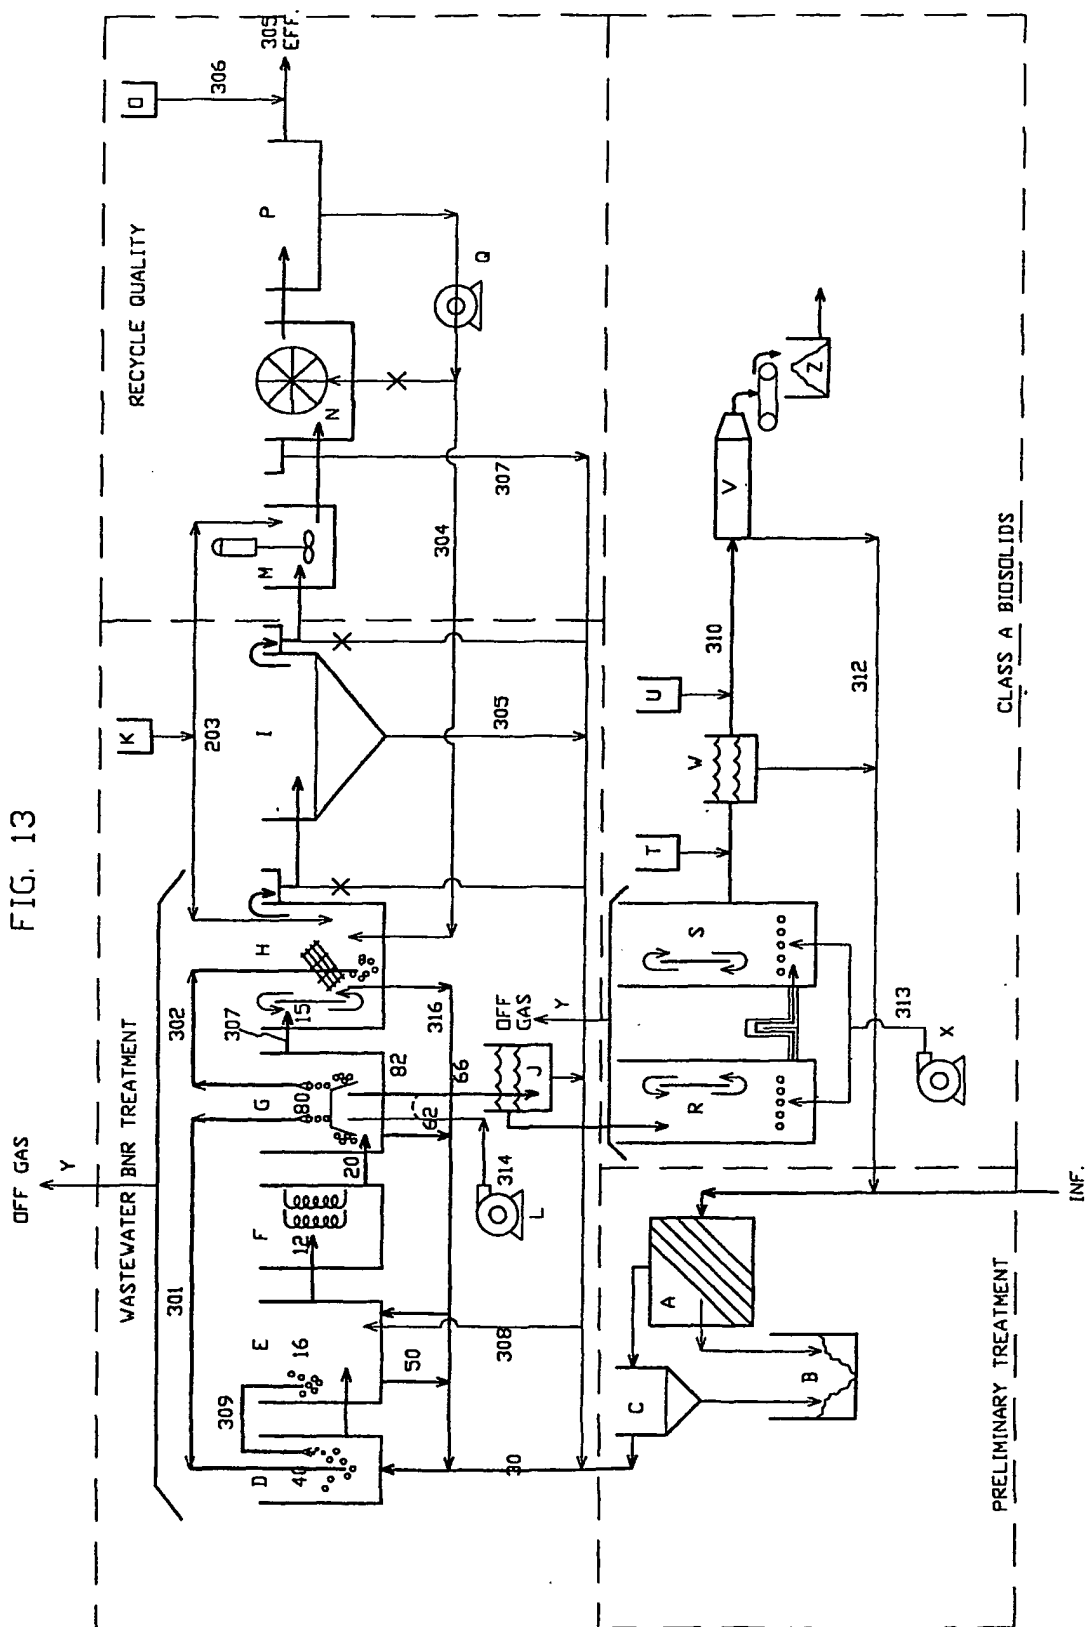 FIG. 13
OFF GAS
Y
WASTEWATER BNR TREATMENT
RECYCLE QUALITY
K
O
203
306
301
302
309
307
305
EFF.
D
40
E
16
F
12
G
80
H
15
I
M
N
P
20
30
50
308
82
62
66
316
314
L
J
305
304
307
Q
OFF
GAS
Y
C
A
B
R
S
T
W
U
310
V
Z
313
X
312
INF.
PRELIMINARY TREATMENT
CLASS A BIOSOLIDS